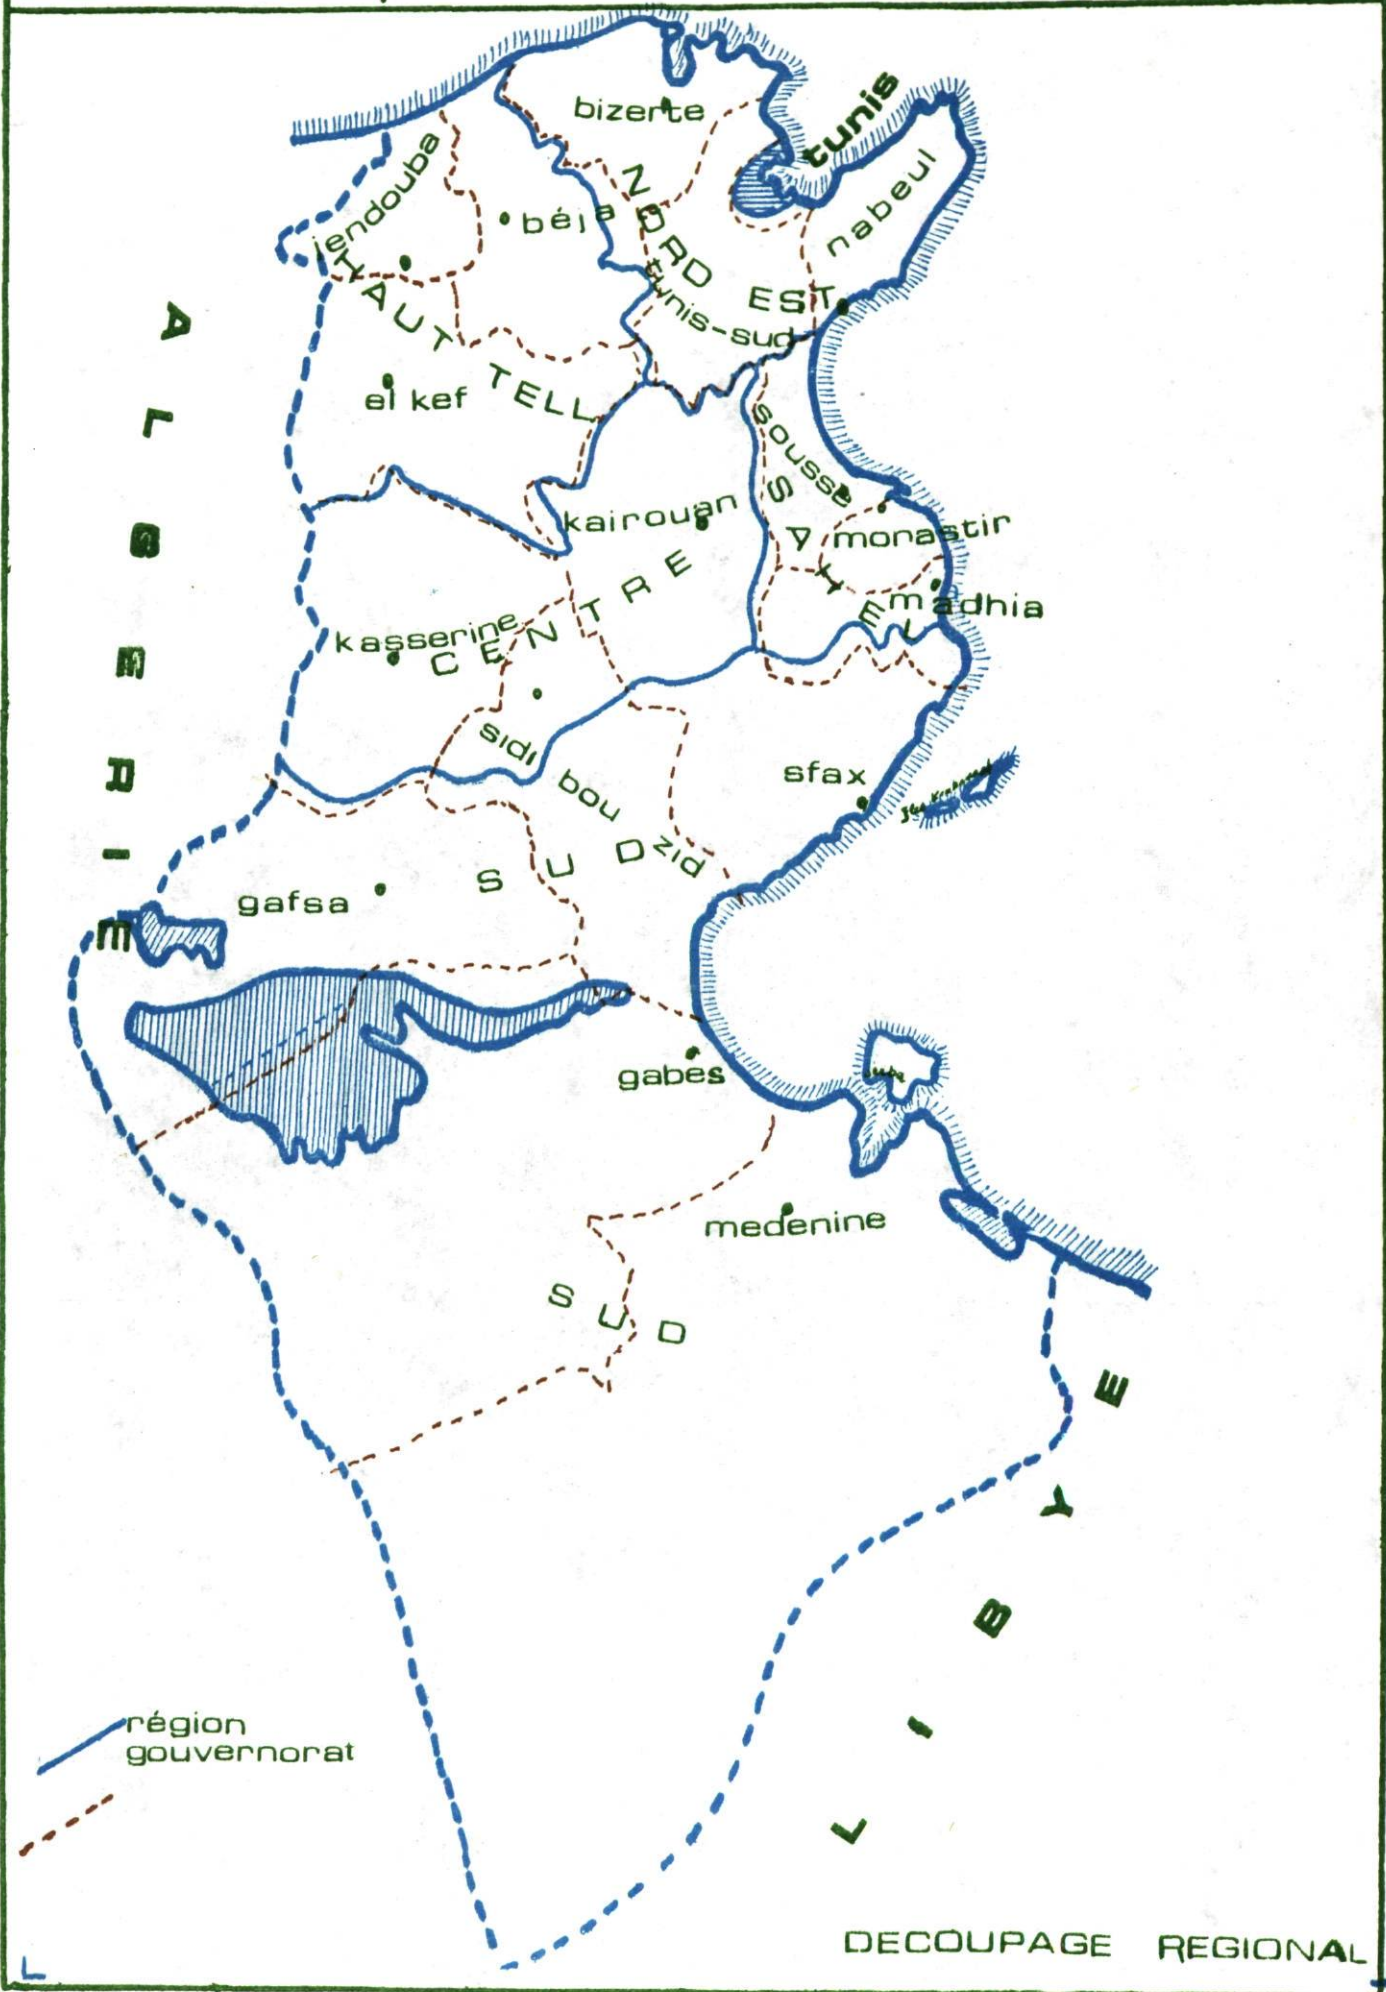 bizerte
tunis
nabeul
jendouba
béja
NORD EST
tunis-sud
HAUT TELL
el kef
sousse
SAHEL
kairouan
monastir
madhia
CENTRE
kasserine
sidi bou zid
sfax
SUD
gafsa
gabes
medenine
SUD
ALGERIE
LIBYE
région
gouvernorat
DECOUPAGE REGIONAL